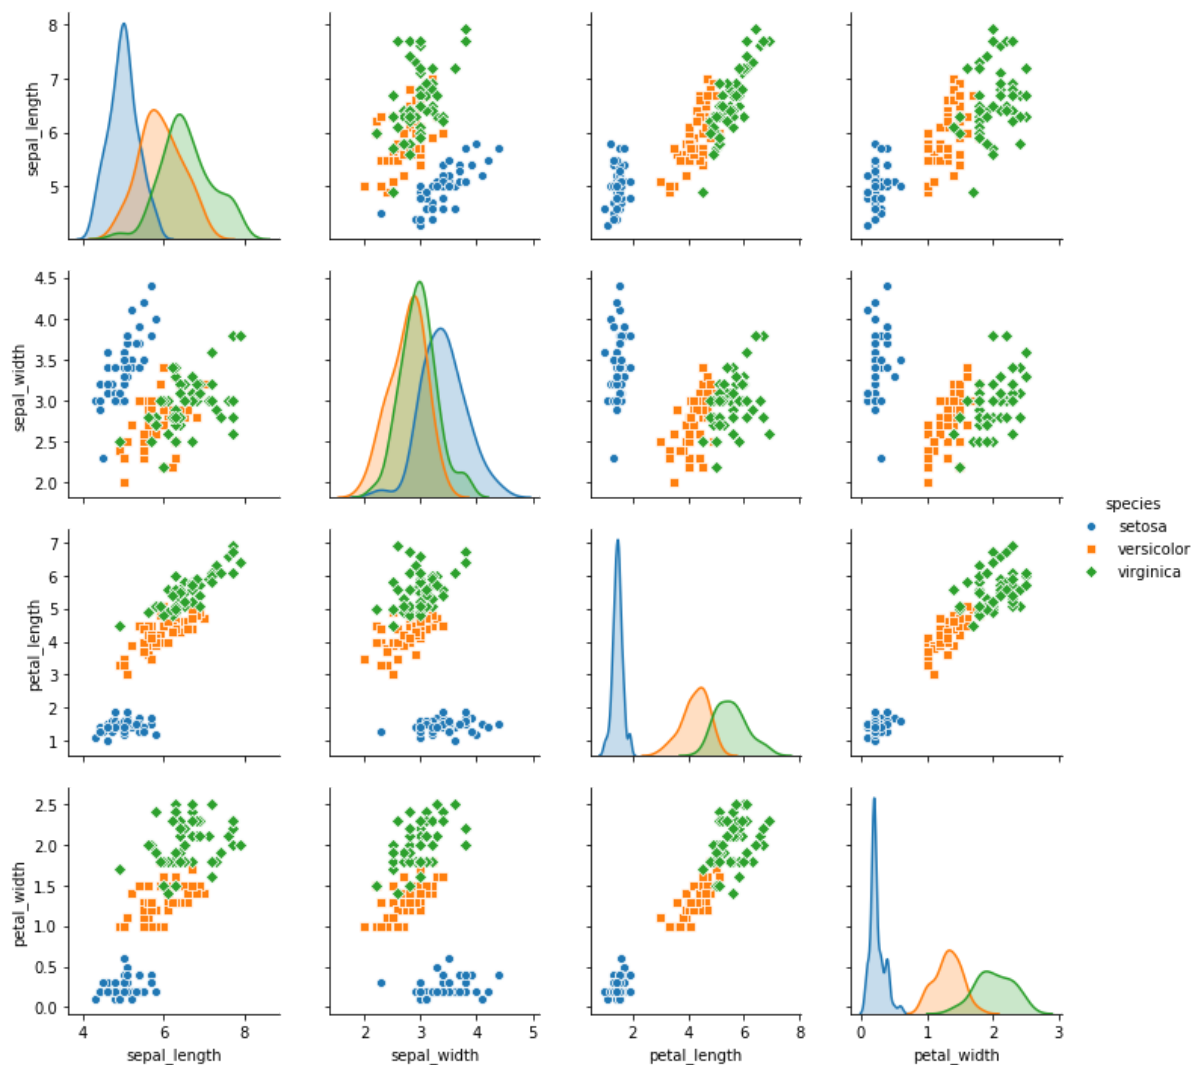 8
7
6
5
sepal_length
4.5
4.0
3.5
3.0
2.5
2.0
sepal_width
species
setosa
versicolor
virginica
7
6
5
4
3
2
1
petal_length
2.5
2.0
1.5
1.0
0.5
0.0
petal_width
4 6 8 2 3 4 5 2 4 6 8 0 1 2 3
sepal_length sepal_width petal_length petal_width